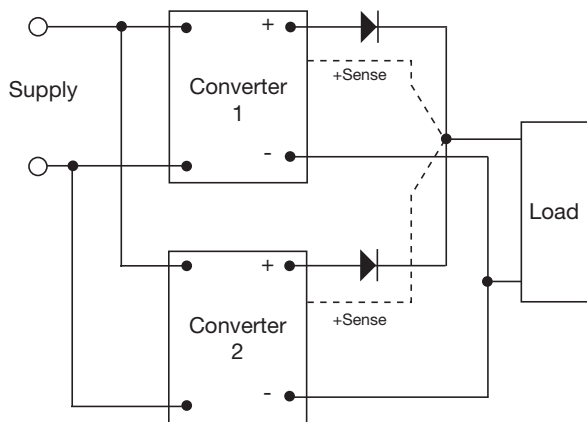 Supply
+
Converter
1
+Sense
-
Load
+
Converter
2
+Sense
-